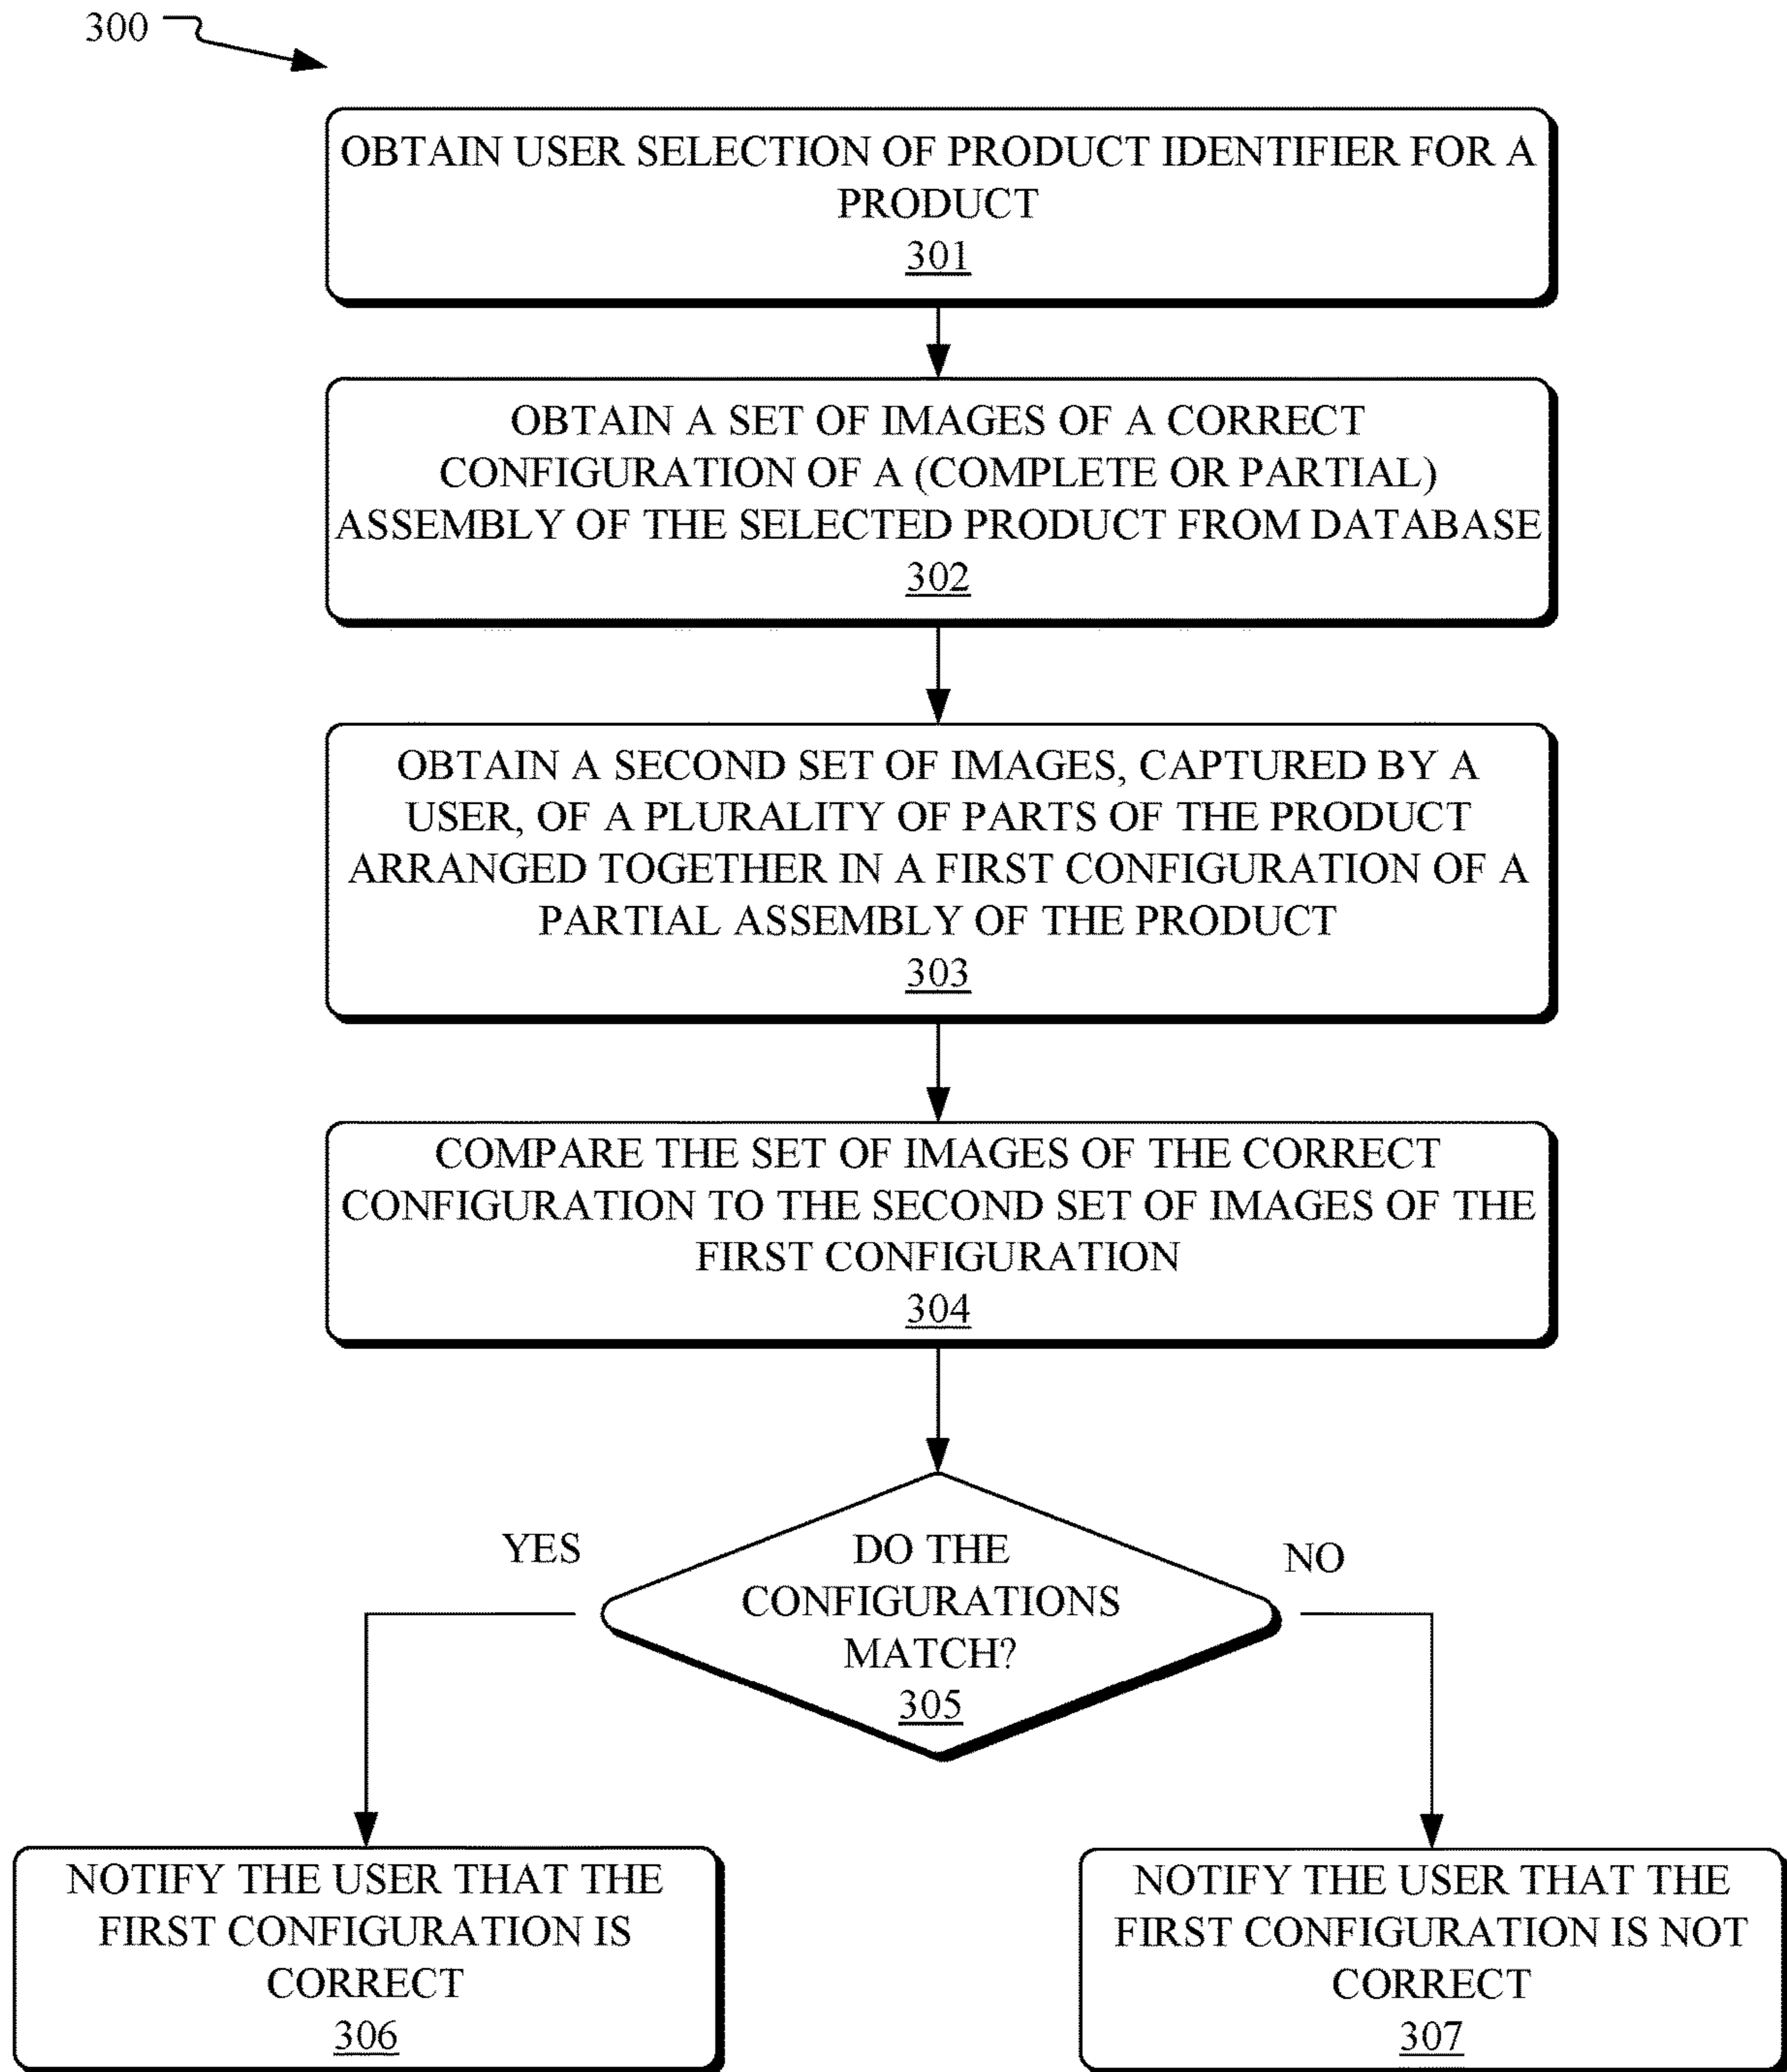 300
OBTAIN USER SELECTION OF PRODUCT IDENTIFIER FOR A
PRODUCT
301
OBTAIN A SET OF IMAGES OF A CORRECT
CONFIGURATION OF A (COMPLETE OR PARTIAL)
ASSEMBLY OF THE SELECTED PRODUCT FROM DATABASE
302
OBTAIN A SECOND SET OF IMAGES, CAPTURED BY A
USER, OF A PLURALITY OF PARTS OF THE PRODUCT
ARRANGED TOGETHER IN A FIRST CONFIGURATION OF A
PARTIAL ASSEMBLY OF THE PRODUCT
303
COMPARE THE SET OF IMAGES OF THE CORRECT
CONFIGURATION TO THE SECOND SET OF IMAGES OF THE
FIRST CONFIGURATION
304
YES
DO THE
CONFIGURATIONS
MATCH?
305
NO
NOTIFY THE USER THAT THE
FIRST CONFIGURATION IS
CORRECT
306
NOTIFY THE USER THAT THE
FIRST CONFIGURATION IS NOT
CORRECT
307